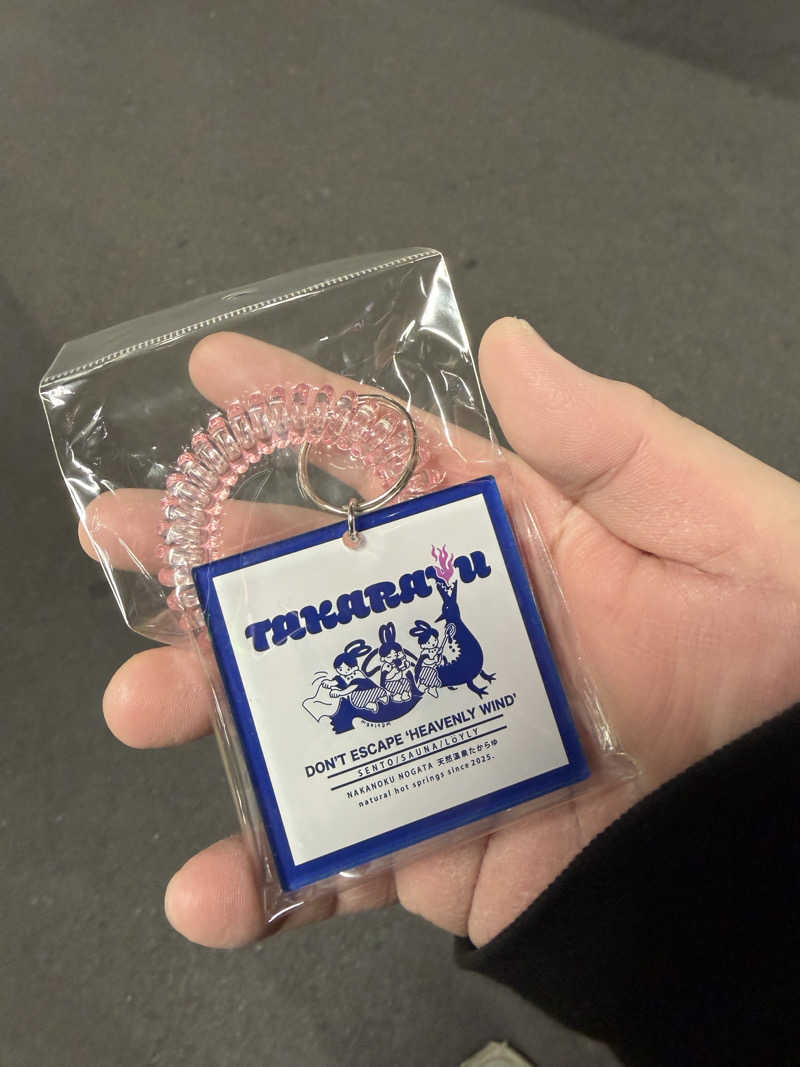 TAKARAYU
DON'T ESCAPE 'HEAVENLY WIND'
SENTO/SAUNA/LÖYLY
NAKANOKU NOGATA 天然温泉たからゆ
natural hot springs since 2025.